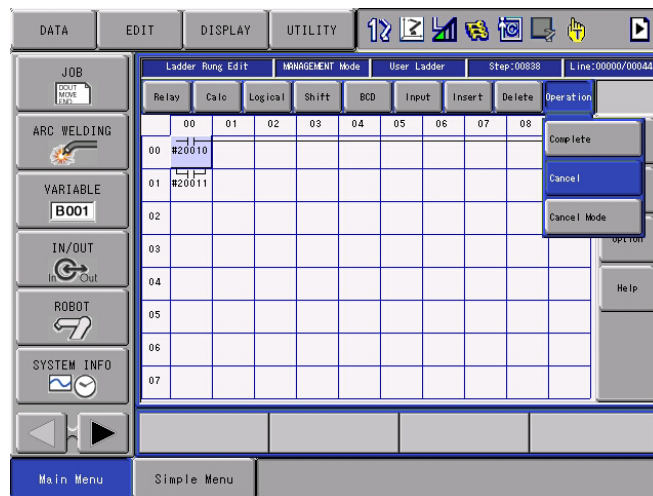 DATA EDIT DISPLAY UTILITY 12
Ladder Rung Edit MANAGEMENT Mode User Ladder Step:00838 Line:00000/00044
Relay Calc Logical Shift BCD Input Insert Delete Operation
JOB
DOUT
MOVE
END
ARC WELDING
VARIABLE
B001
IN/OUT
In Out
ROBOT
SYSTEM INFO
00 01 02 03 04 05 06 07 08
00 #20010
01 #20011
02
03
04
05
06
07
Complete
Cancel
Cancel Mode
Option
Help
Main Menu Simple Menu